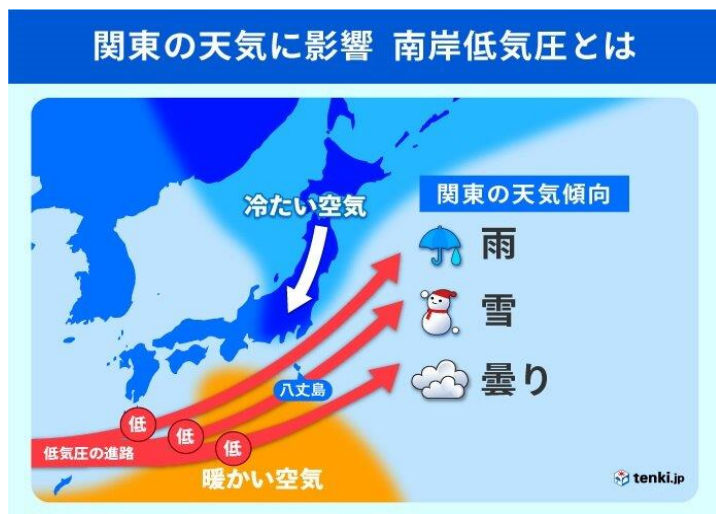 関東の天気に影響 南岸低気圧とは
冷たい空気
関東の天気傾向
雨
雪
曇り
八丈島
低
低
低
低気圧の進路
暖かい空気
tenki.jp